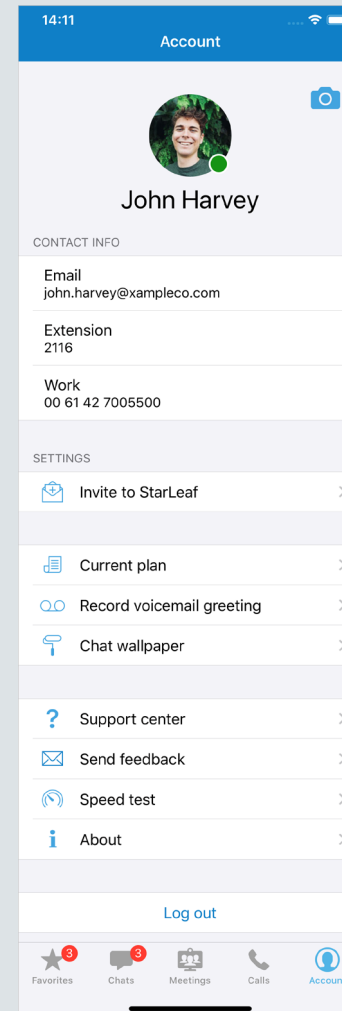 14:11
Account
John Harvey
CONTACT INFO
Email
john.harvey@xampleco.com
Extension
2116
Work
00 61 42 7005500
SETTINGS
Invite to StarLeaf
Current plan
Record voicemail greeting
Chat wallpaper
Support center
Send feedback
Speed test
About
Log out
3
3
Favorites
Chats
Meetings
Calls
Accoun